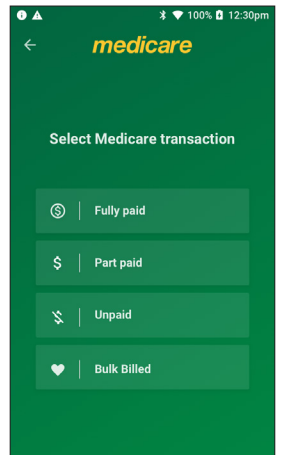 100% 12:30pm
medicare
Select Medicare transaction
Fully paid
Part paid
Unpaid
Bulk Billed